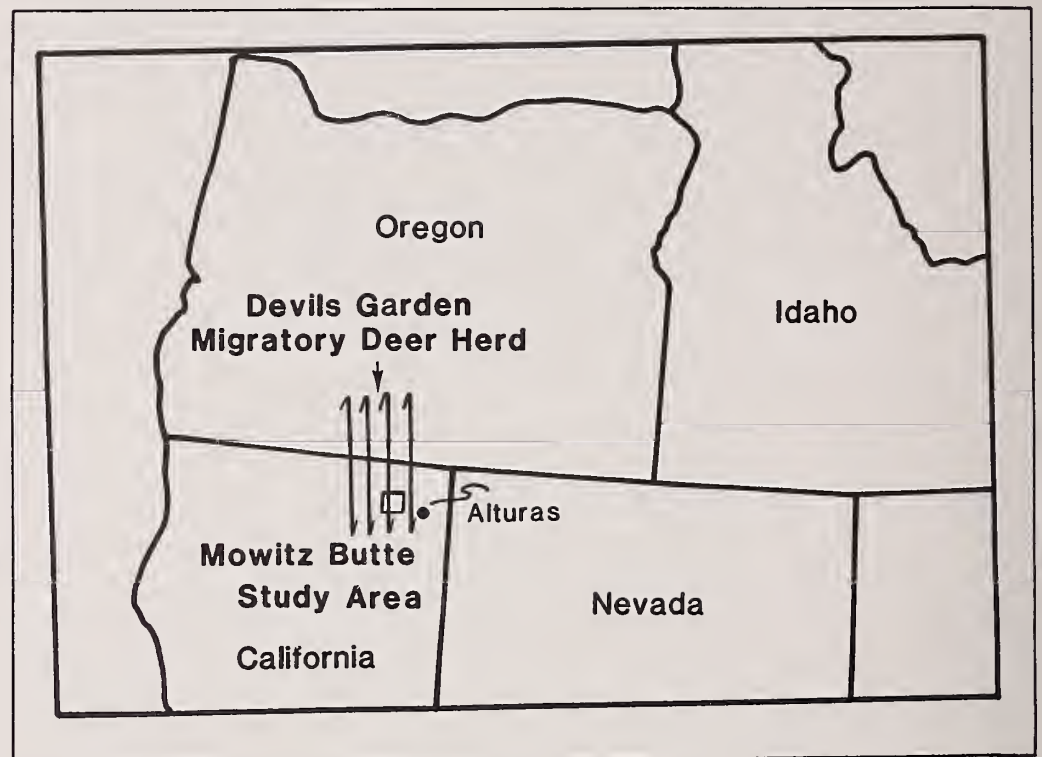 Oregon
Devils Garden
Migratory Deer Herd
Idaho
Alturas
Mowitz Butte
Study Area
Nevada
California